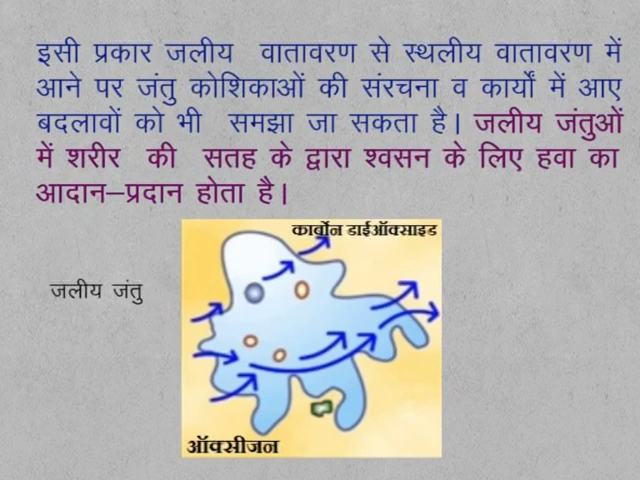 इसी प्रकार जलीय वातावरण से स्थलीय वातावरण में
आने पर जंतु कोशिकाओं की संरचना व कार्यों में आए
बदलावों को भी समझा जा सकता है। जलीय जंतुओं
में शरीर की सतह के द्वारा श्वसन के लिए हवा का
आदान–प्रदान होता है।
कार्बोन डाईऑक्साइड
जलीय जंतु
ऑक्सीजन